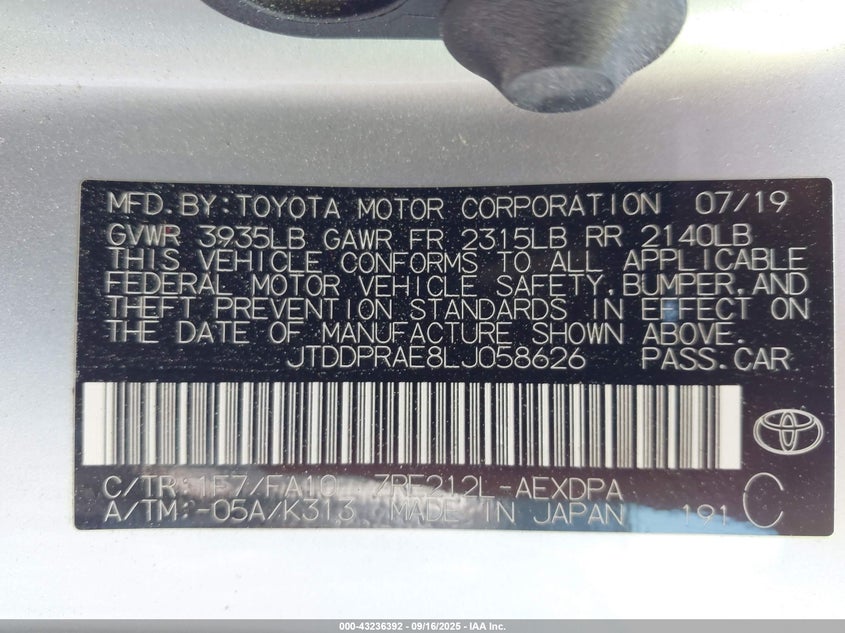 MFD.BY:TOYOTA MOTOR CORPORATION 07/19
GVWR 3935LB GAWR FR 2315LB RR 2140LB
THIS VEHICLE CONFORMS TO ALL APPLICABLE
FEDERAL MOTOR VEHICLE SAFETY,BUMPER,AND
THEFT PREVENTION STANDARDS IN EFFECT ON
THE DATE OF MANUFACTURE SHOWN ABOVE.
JTDDPRAE8LJ058626 PASS.CAR
C/TR:1F7/FA10 ZRE212L-AEXDPA
A/TM:-05A/K313 MADE IN JAPAN 191 C
000-43236392 | 09/16/2025 - IAA Inc.